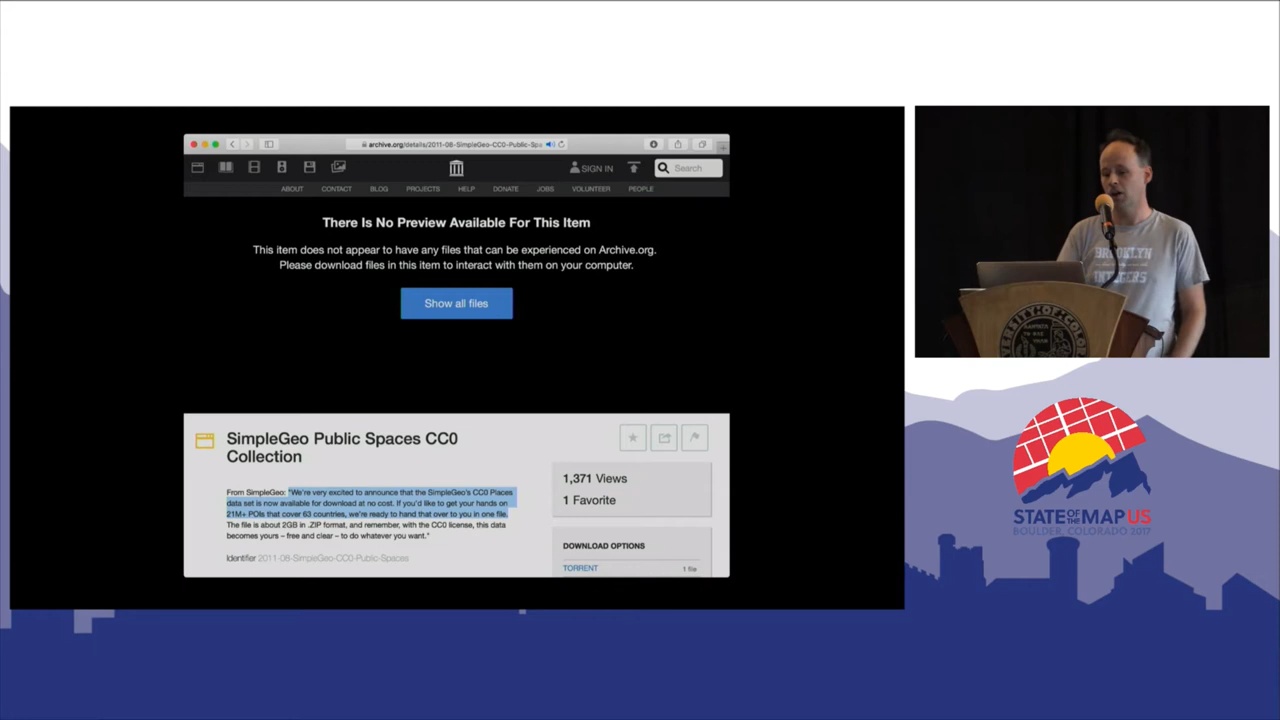 archive.org/details/2011-08-SimpleGeo-CC0-Public-Spa
SIGN IN
Search
ABOUT CONTACT BLOG PROJECTS HELP DONATE JOBS VOLUNTEER PEOPLE
There Is No Preview Available For This Item
This item does not appear to have any files that can be experienced on Archive.org.
Please download files in this item to interact with them on your computer.
Show all files
SimpleGeo Public Spaces CC0
Collection
From SimpleGeo: "We're very excited to announce that the SimpleGeo's CC0 Places
data set is now available for download at no cost. If you'd like to get your hands on
21M+ POIs that cover 63 countries, we're ready to hand that over to you in one file.
The file is about 2GB in .ZIP format, and remember, with the CC0 license, this data
becomes yours – free and clear – to do whatever you want."
Identifier 2011-08-SimpleGeo-CC0-Public-Spaces
1,371 Views
1 Favorite
DOWNLOAD OPTIONS
TORRENT 1 file
BROOKLYN
INTEGERS
VERSITY OF COLOR
STATE OF THE MAP US
BOULDER COLORADO 2017